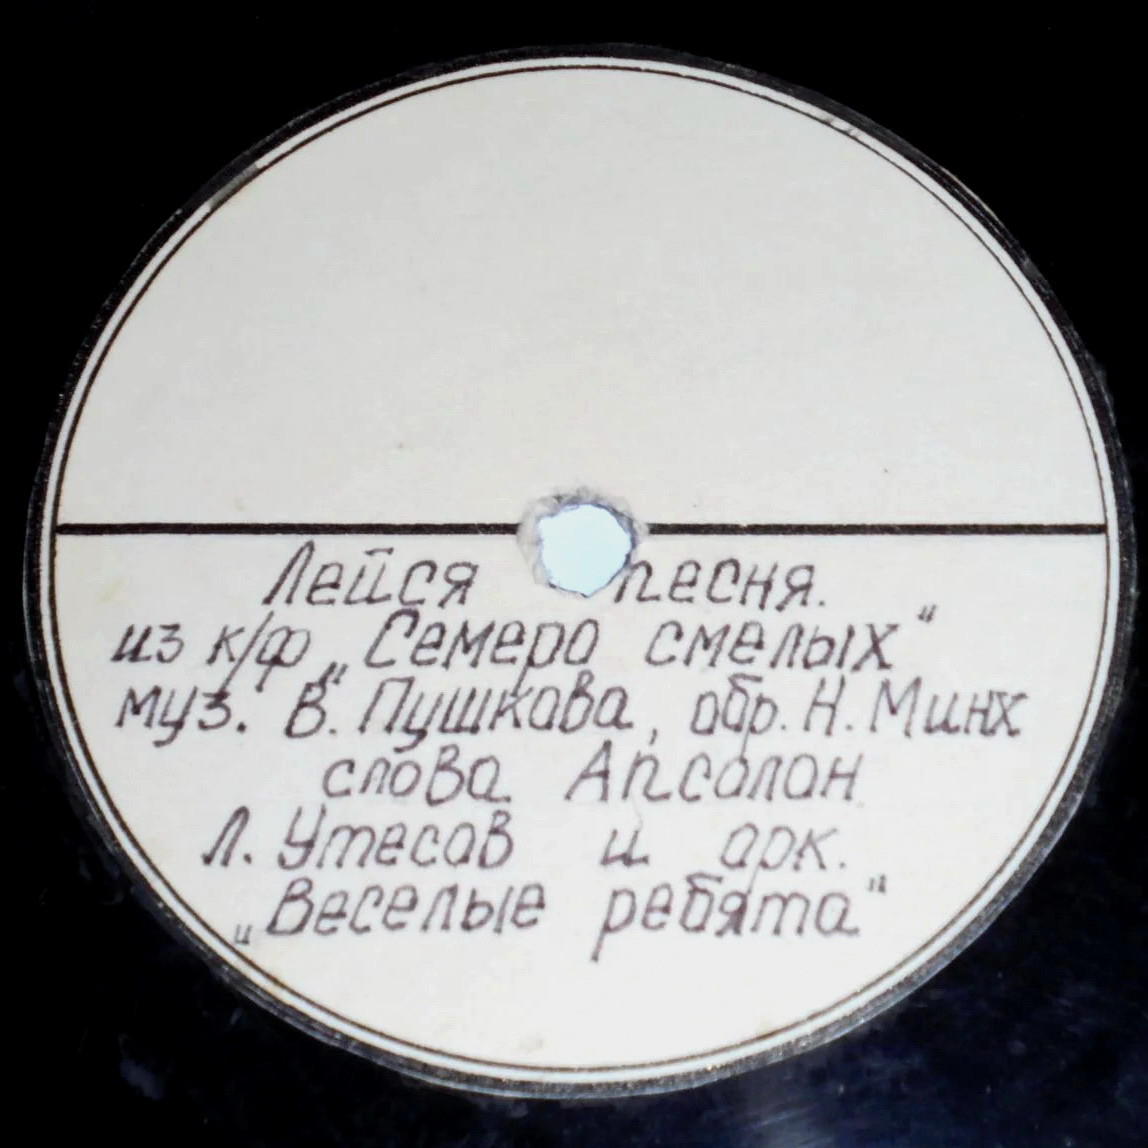 Лейся песня.
из к/ф „Семеро смелых"
муз. В. Пушкова, обр. Н. Минх
слова Апсолон
Л. Утесов и орк.
„Веселые ребята"